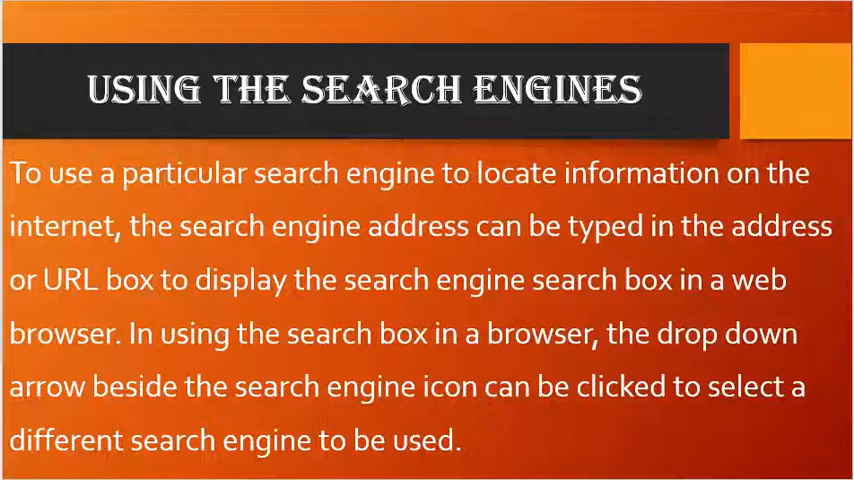 USING THE SEARCH ENGINES
To use a particular search engine to locate information on the
internet, the search engine address can be typed in the address
or URL box to display the search engine search box in a web
browser. In using the search box in a browser, the drop down
arrow beside the search engine icon can be clicked to select a
different search engine to be used.